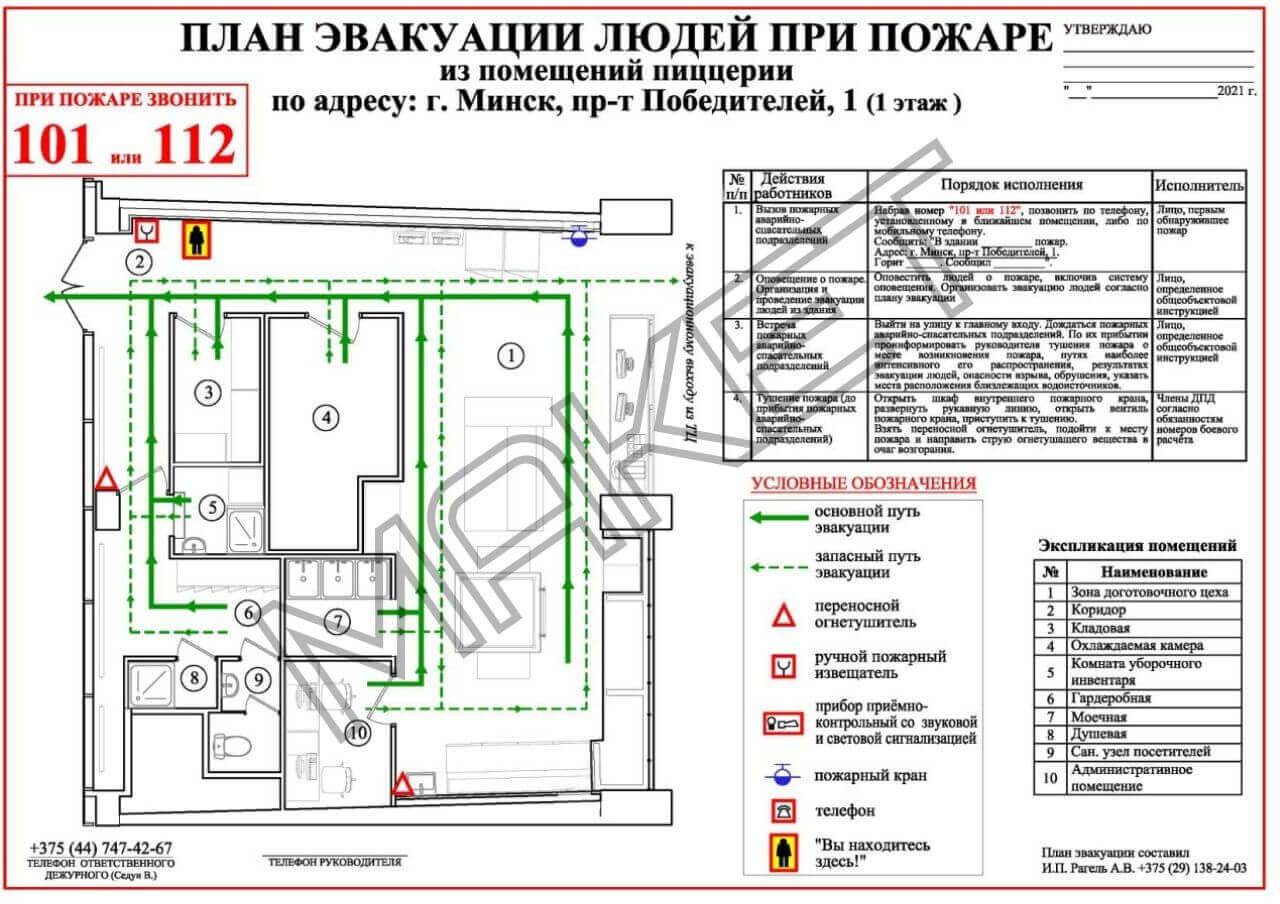 ПЛАН ЭВАКУАЦИИ ЛЮДЕЙ ПРИ ПОЖАРЕ
из помещений пиццерии
по адресу: г. Минск, пр-т Победителей, 1 (1 этаж )
УТВЕРЖДАЮ
"__"____________________2021 г.
ПРИ ПОЖАРЕ ЗВОНИТЬ
101 или 112
№ п/п Действия работников Порядок исполнения Исполнитель
1. Вызов пожарных
аварийно-
спасательных
подразделений
Набрав номер "101 или 112", позвонить по телефону,
установленному в ближайшем помещении, либо по
мобильному телефону.
Сообщить: "В здании ________ пожар.
Адрес: г. Минск, пр-т Победителей, 1.
Горит _____. Сообщил ________".
Лицо, первым
обнаружившее
пожар
2. Оповещение о пожаре.
Организация и
проведение эвакуации
людей из здания
Оповестить людей о пожаре, включив систему
оповещения. Организовать эвакуацию людей согласно
плану эвакуации
Лицо,
определенное
общеобъектовой
инструкцией
3. Встреча
пожарных
аварийно-
спасательных
подразделений
Выйти на улицу к главному входу. Дождаться пожарных
аварийно-спасательных подразделений. По их прибытии
проинформировать руководителя тушения пожара о
месте возникновения пожара, путях наиболее
интенсивного его распространения, результатах
эвакуации людей, опасности взрыва, обрушения, указать
места расположения близлежащих водоисточников.
Лицо,
определенное
общеобъектовой
инструкцией
4. Тушение пожара (до
прибытия пожарных
аварийно-
спасательных
подразделений)
Открыть шкаф внутреннего пожарного крана,
развернуть рукавную линию, открыть вентиль
пожарного крана, приступить к тушению.
Взять переносной огнетушитель, подойти к месту
пожара и направить струю огнетушащего вещества в
очаг возгорания.
Члены ДПД
согласно
обязанностям
номеров боевого
расчёта
к эвакуационному выходу из ТЦ
2
1
3
4
5
6
7
8
9
10
МАКЕТ
УСЛОВНЫЕ ОБОЗНАЧЕНИЯ
основной путь
эвакуации
запасный путь
эвакуации
переносной
огнетушитель
ручной пожарный
извещатель
прибор приёмно-
контрольный со звуковой
и световой сигнализацией
пожарный кран
телефон
"Вы находитесь
здесь!"
Экспликация помещений
№ Наименование
1 Зона доготовочного цеха
2 Коридор
3 Кладовая
4 Охлаждаемая камера
5 Комната уборочного
инвентаря
6 Гардеробная
7 Моечная
8 Душевая
9 Сан. узел посетителей
10 Административное
помещение
+375 (44) 747-42-67
ТЕЛЕФОН ОТВЕТСТВЕННОГО
ДЕЖУРНОГО (Седун В.)
ТЕЛЕФОН РУКОВОДИТЕЛЯ
План эвакуации составил
И.П. Рагель А.В. +375 (29) 138-24-03